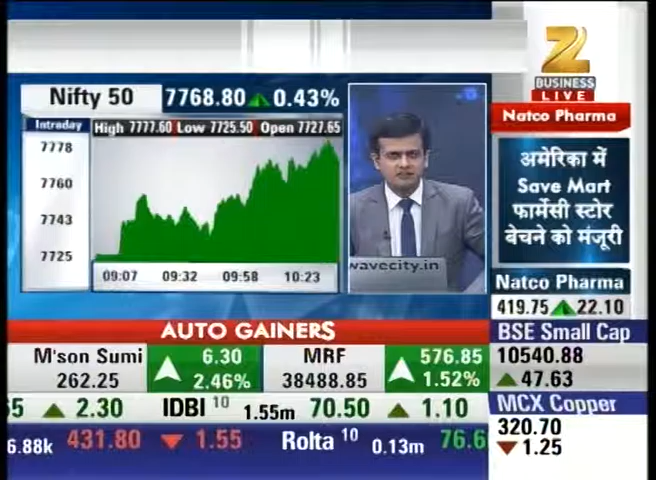 Nifty 50
7768.80 0.43%
Intraday
High 7777.60 Low 7725.50 Open 7727.65
7778
7760
7743
7725
09:07 09:32 09:58 10:23
wavecity.in
Z
BUSINESS
LIVE
Natco Pharma
अमेरिका में
Save Mart
फार्मेसी स्टोर
बेचने को मंजूरी
Natco Pharma
419.75 22.10
AUTO GAINERS
M'son Sumi 6.30 MRF 576.85
262.25 2.46% 38488.85 1.52%
BSE Small Cap
10540.88
47.63
MCX Copper
320.70
1.25
65 2.30 IDBI 10 1.55m 70.50 1.10
6.88k 431.80 1.55 Rolta 10 0.13m 76.6